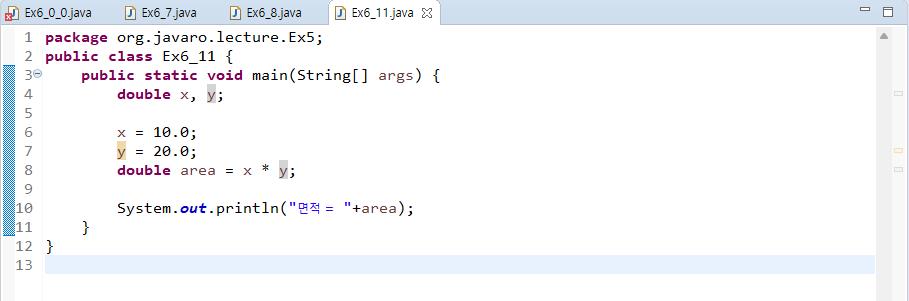 Ex6_0_0.java Ex6_7.java Ex6_8.java Ex6_11.java
1 package org.javaro.lecture.Ex5;
2 public class Ex6_11 {
3 public static void main(String[] args) {
4 double x, y;
5
6 x = 10.0;
7 y = 20.0;
8 double area = x * y;
9
10 System.out.println("면적 = "+area);
11 }
12 }
13